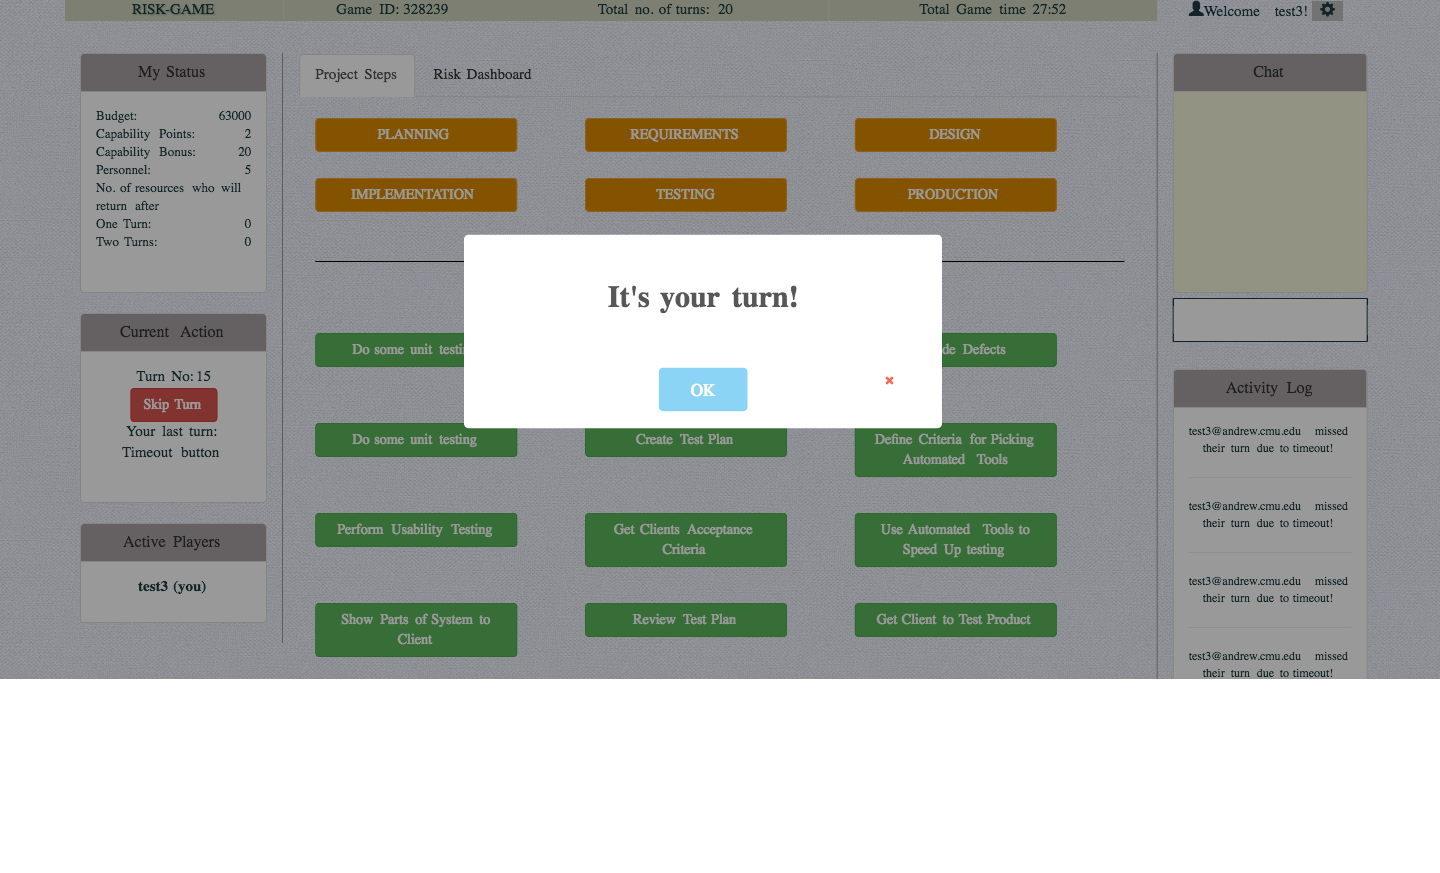 RISK-GAME
Game ID: 328239
Total no. of turns: 20
Total Game time 27:52
Welcome test3!
My Status
Budget: 63000
Capability Points: 2
Capability Bonus: 20
Personnel: 5
No. of resources who will
return after
One Turn: 0
Two Turns: 0
Current Action
Turn No: 15
Skip Turn
Your last turn:
Timeout button
Active Players
test3 (you)
Project Steps
Risk Dashboard
PLANNING
REQUIREMENTS
DESIGN
IMPLEMENTATION
TESTING
PRODUCTION
It's your turn!
OK
Do some unit
Defects
Do some unit testing
Create Test Plan
Define Criteria for Picking
Automated Tools
Perform Usability Testing
Get Clients Acceptance
Criteria
Use Automated Tools to
Speed Up testing
Show Parts of System to
Client
Review Test Plan
Get Client to Test Product
Chat
Activity Log
test3@andrew.cmu.edu missed
their turn due to timeout!
test3@andrew.cmu.edu missed
their turn due to timeout!
test3@andrew.cmu.edu missed
their turn due to timeout!
test3@andrew.cmu.edu missed
their turn due to timeout!